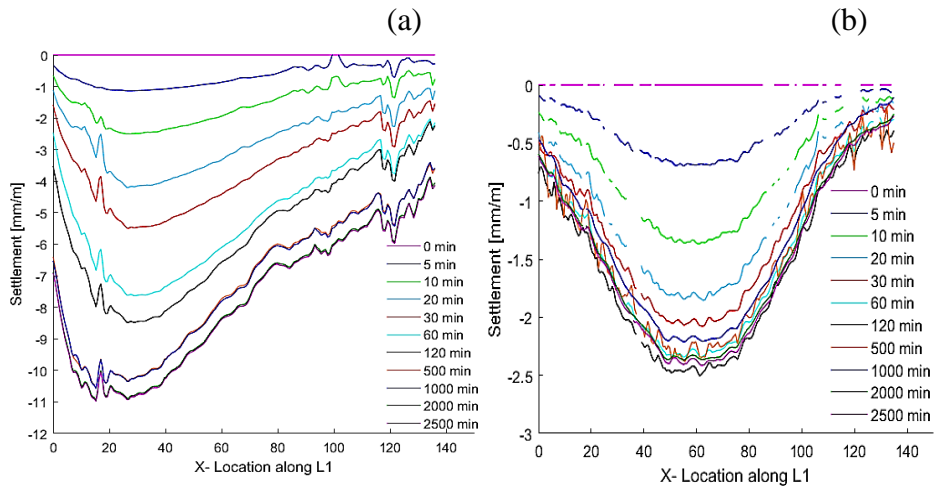 (a)
0
-1
-2
-3
-4
-5
-6
-7
-8
-9
-10
-11
-12
Settlement [mm/m]
0 20 40 60 80 100 120 140
X- Location along L1
0 min
5 min
10 min
20 min
30 min
60 min
120 min
500 min
1000 min
2000 min
2500 min
(b)
0
-0.5
-1
-1.5
-2
-2.5
-3
Settlement [mm/m]
0 20 40 60 80 100 120 140
X- Location along L1
0 min
5 min
10 min
20 min
30 min
60 min
120 min
500 min
1000 min
2000 min
2500 min